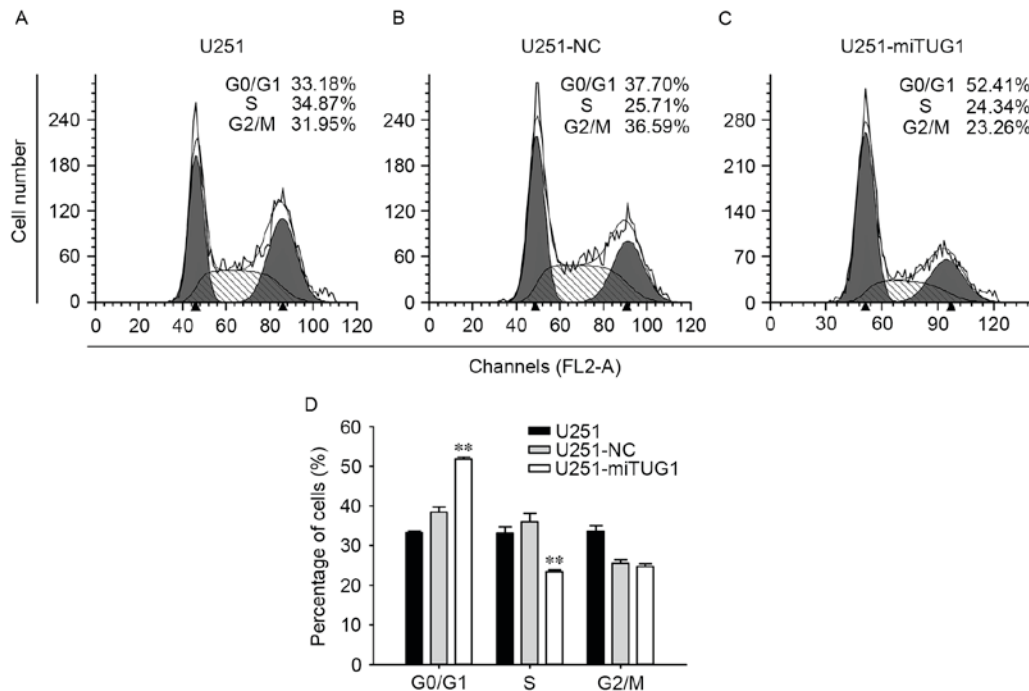 A
B
C
U251
U251-NC
U251-miTUG1
G0/G1 33.18%
S 34.87%
G2/M 31.95%
G0/G1 37.70%
S 25.71%
G2/M 36.59%
G0/G1 52.41%
S 24.34%
G2/M 23.26%
Cell number
240
180
120
60
0
240
180
120
60
0
280
210
140
70
0
0 20 40 60 80 100 120
0 20 40 60 80 100 120
0 30 60 90 120
Channels (FL2-A)
D
Percentage of cells (%)
60
50
40
30
20
10
0
U251
U251-NC
U251-miTUG1
**
**
G0/G1 S G2/M